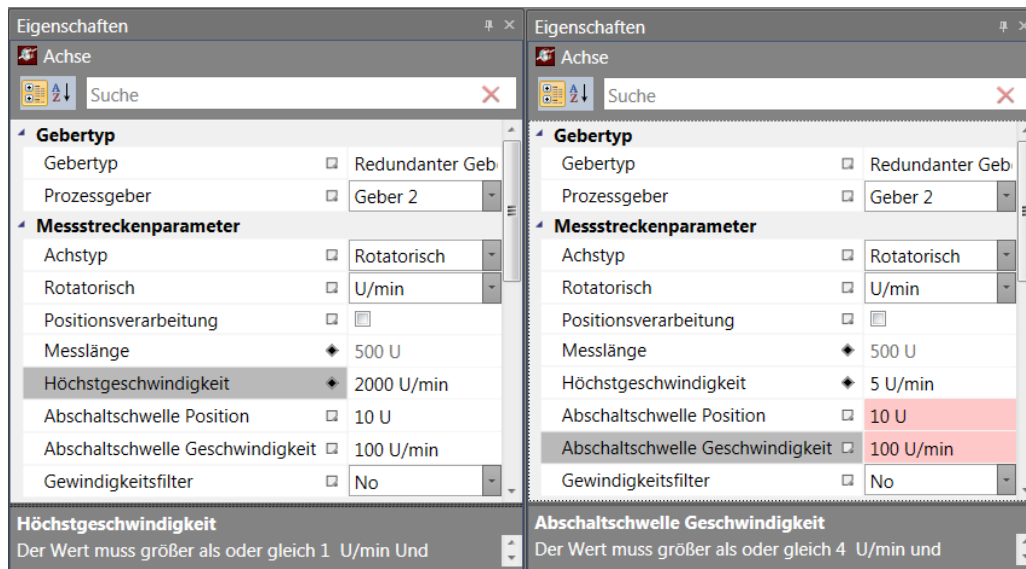 Eigenschaften
Achse
Suche
Gebertyp
Gebertyp Redundanter Geb
Prozessgeber Geber 2
Messstreckenparameter
Achstyp Rotatorisch
Rotatorisch U/min
Positionsverarbeitung
Messlänge 500 U
Höchstgeschwindigkeit 2000 U/min
Abschaltschwelle Position 10 U
Abschaltschwelle Geschwindigkeit 100 U/min
Gewindigkeitsfilter No
Höchstgeschwindigkeit
Der Wert muss größer als oder gleich 1 U/min Und
Eigenschaften
Achse
Suche
Gebertyp
Gebertyp Redundanter Geb
Prozessgeber Geber 2
Messstreckenparameter
Achstyp Rotatorisch
Rotatorisch U/min
Positionsverarbeitung
Messlänge 500 U
Höchstgeschwindigkeit 5 U/min
Abschaltschwelle Position 10 U
Abschaltschwelle Geschwindigkeit 100 U/min
Gewindigkeitsfilter No
Abschaltschwelle Geschwindigkeit
Der Wert muss größer als oder gleich 4 U/min und